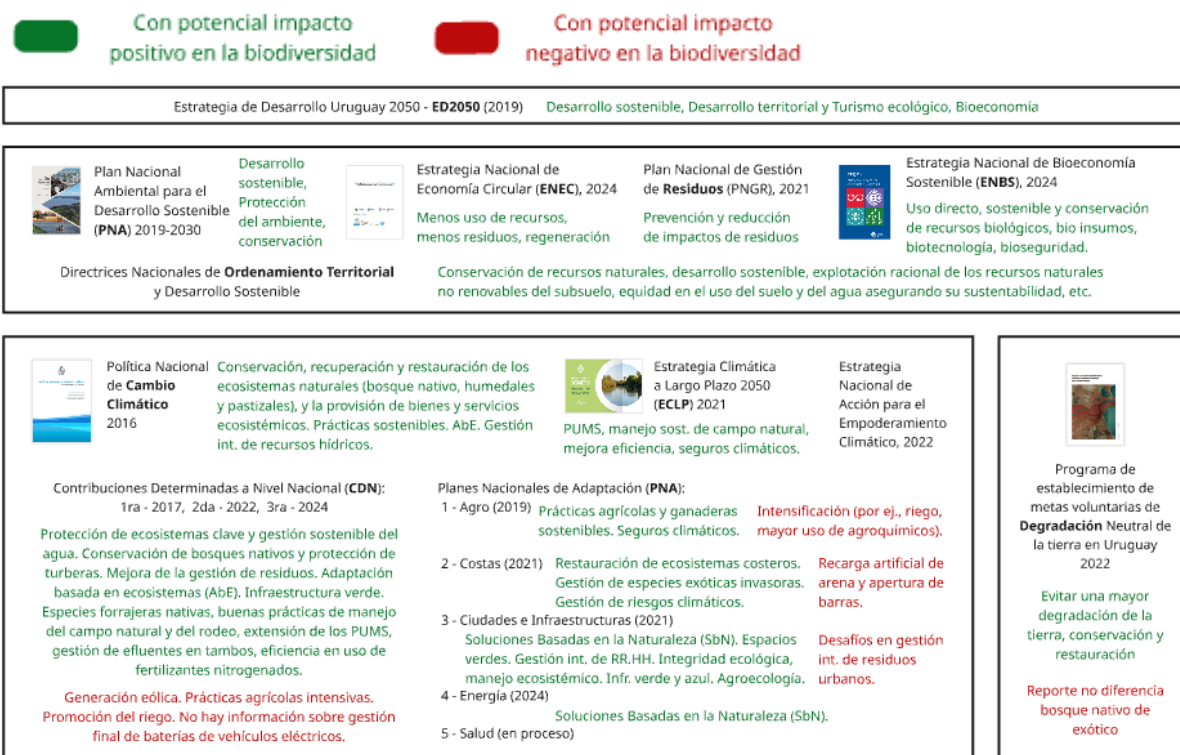 Con potencial impacto
positivo en la biodiversidad
Con potencial impacto
negativo en la biodiversidad
Estrategia de Desarrollo Uruguay 2050 - ED2050 (2019)
Desarrollo sostenible, Desarrollo territorial y Turismo ecológico, Bioeconomía
Plan Nacional
Ambiental para el
Desarrollo Sostenible
(PNA) 2019-2030
Desarrollo
sostenible,
Protección
del ambiente,
conservación
Estrategia Nacional de
Economía Circular (ENEC), 2024
Menos uso de recursos,
menos residuos, regeneración
Plan Nacional de Gestión
de Residuos (PNGR), 2021
Prevención y reducción
de impactos de residuos
Estrategia Nacional de Bioeconomía
Sostenible (ENBS), 2024
Uso directo, sostenible y conservación
de recursos biológicos, bio insumos,
biotecnología, bioseguridad.
Directrices Nacionales de Ordenamiento Territorial
y Desarrollo Sostenible
Conservación de recursos naturales, desarrollo sostenible, explotación racional de los recursos naturales
no renovables del subsuelo, equidad en el uso del suelo y del agua asegurando su sustentabilidad, etc.
Política Nacional
de Cambio
Climático
2016
Conservación, recuperación y restauración de los
ecosistemas naturales (bosque nativo, humedales
y pastizales), y la provisión de bienes y servicios
ecosistémicos. Prácticas sostenibles. AbE. Gestión
int. de recursos hídricos.
Estrategia Climática
a Largo Plazo 2050
(ECLP) 2021
PUMS, manejo sost. de campo natural,
mejora eficiencia, seguros climáticos.
Estrategia
Nacional de
Acción para el
Empoderamiento
Climático, 2022
Contribuciones Determinadas a Nivel Nacional (CDN):
1ra - 2017, 2da - 2022, 3ra - 2024
Protección de ecosistemas clave y gestión sostenible del
agua. Conservación de bosques nativos y protección de
turberas. Mejora de la gestión de residuos. Adaptación
basada en ecosistemas (AbE). Infraestructura verde.
Especies forrajeras nativas, buenas prácticas de manejo
del campo natural y del rodeo, extensión de los PUMS,
gestión de efluentes en tambos, eficiencia en uso de
fertilizantes nitrogenados.
Generación eólica. Prácticas agrícolas intensivas.
Promoción del riego. No hay información sobre gestión
final de baterías de vehículos eléctricos.
Planes Nacionales de Adaptación (PNA):
1 - Agro (2019)
Prácticas agrícolas y ganaderas
sostenibles. Seguros climáticos.
Intensificación (por ej., riego,
mayor uso de agroquímicos).
2 - Costas (2021)
Restauración de ecosistemas costeros.
Gestión de especies exóticas invasoras.
Gestión de riesgos climáticos.
Recarga artificial de
arena y apertura de
barras.
3 - Ciudades e Infraestructuras (2021)
Soluciones Basadas en la Naturaleza (SbN). Espacios
verdes. Gestión int. de RR.HH. Integridad ecológica,
manejo ecosistémico. Infr. verde y azul. Agroecología.
Desafíos en gestión
int. de residuos
urbanos.
4 - Energía (2024)
Soluciones Basadas en la Naturaleza (SbN).
5 - Salud (en proceso)
Programa de
establecimiento de
metas voluntarias de
Degradación Neutral de
la tierra en Uruguay
2022
Evitar una mayor
degradación de la
tierra, conservación y
restauración
Reporte no diferencia
bosque nativo de
exótico